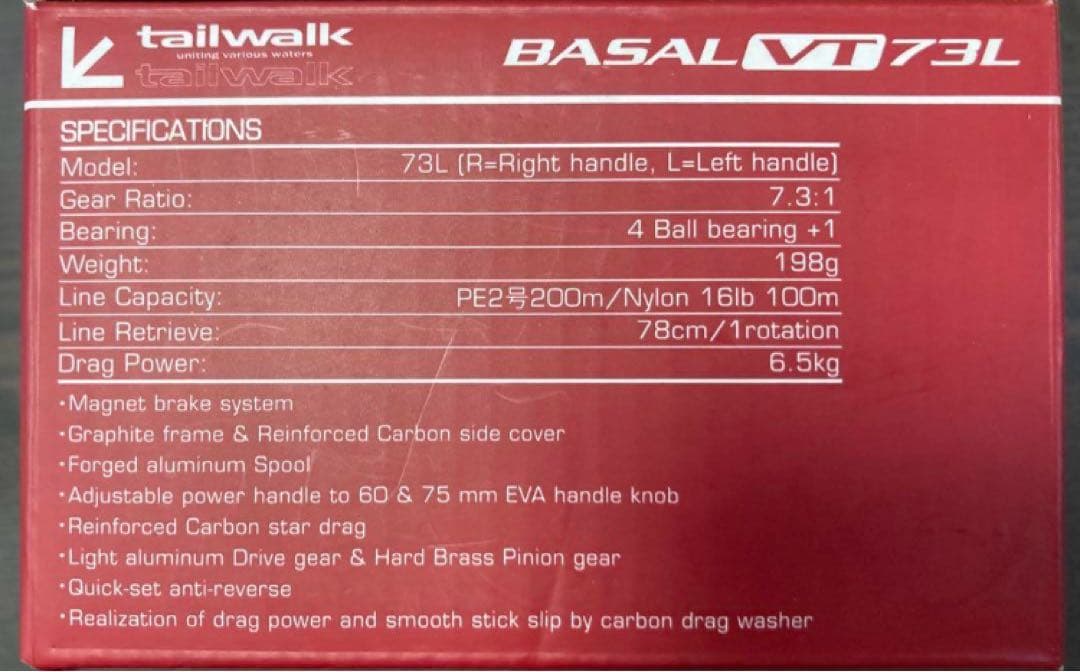 tailwalk
uniting various waters
tailwalk
BASAL VT 73L
SPECIFICATIONS
Model: 73L (R=Right handle, L=Left handle)
Gear Ratio: 7.3:1
Bearing: 4 Ball bearing +1
Weight: 198g
Line Capacity: PE2号200m/Nylon 16lb 100m
Line Retrieve: 78cm/1rotation
Drag Power: 6.5kg
・Magnet brake system
・Graphite frame & Reinforced Carbon side cover
・Forged aluminum Spool
・Adjustable power handle to 60 & 75 mm EVA handle knob
・Reinforced Carbon star drag
・Light aluminum Drive gear & Hard Brass Pinion gear
・Quick-set anti-reverse
・Realization of drag power and smooth stick slip by carbon drag washer